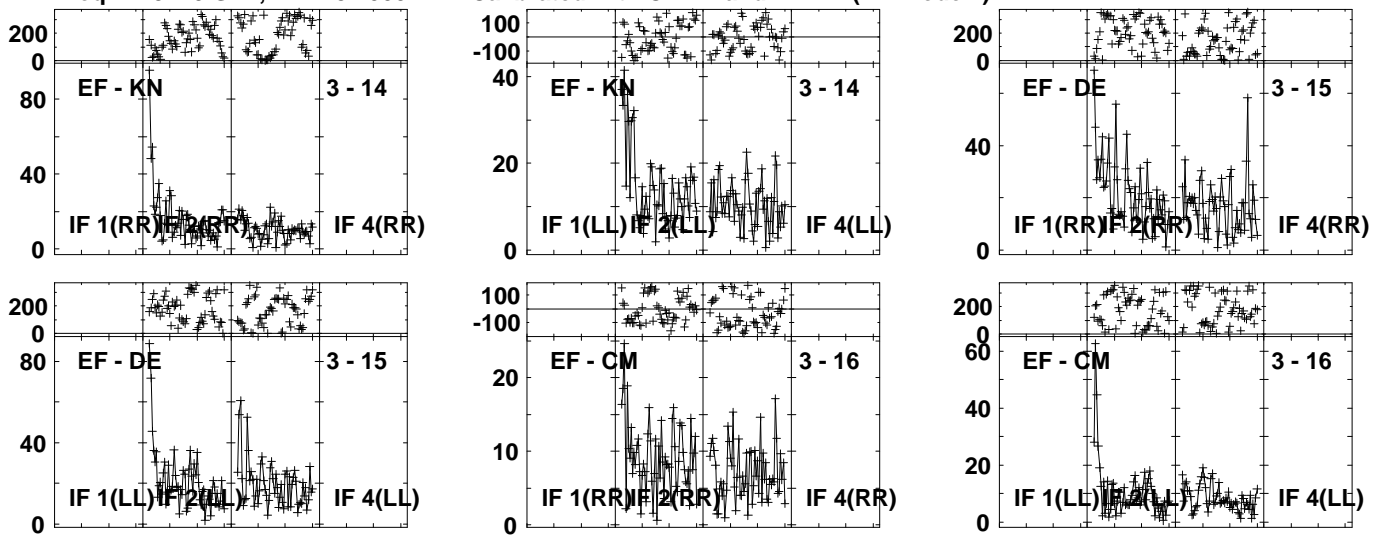 200
0
100
-100
200
0
80
40
0
EF - KN
3 - 14
IF 1(RR)
IF 2(RR)
IF 4(RR)
40
20
0
EF - KN
3 - 14
IF 1(LL)
IF 2(LL)
IF 4(LL)
40
0
EF - DE
3 - 15
IF 1(RR)
IF 2(RR)
IF 4(RR)
200
0
100
-100
200
0
80
40
0
EF - DE
3 - 15
IF 1(LL)
IF 2(LL)
IF 4(LL)
20
10
0
EF - CM
3 - 16
IF 1(RR)
IF 2(RR)
IF 4(RR)
60
40
20
0
EF - CM
3 - 16
IF 1(LL)
IF 2(LL)
IF 4(LL)